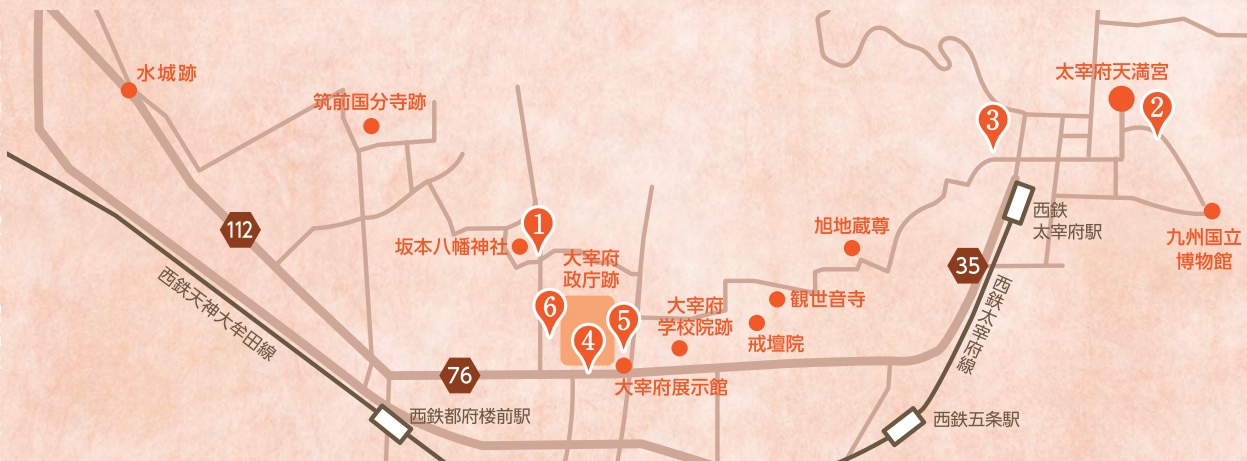 水城跡
筑前国分寺跡
太宰府天満宮
2
3
112
1
坂本八幡神社
大宰府
政庁跡
旭地蔵尊
西鉄
太宰府駅
九州国立
博物館
35
西鉄天神大牟田線
6
5
4
大宰府
学校院跡
観世音寺
戒壇院
西鉄太宰府線
76
大宰府展示館
西鉄都府楼前駅
西鉄五条駅